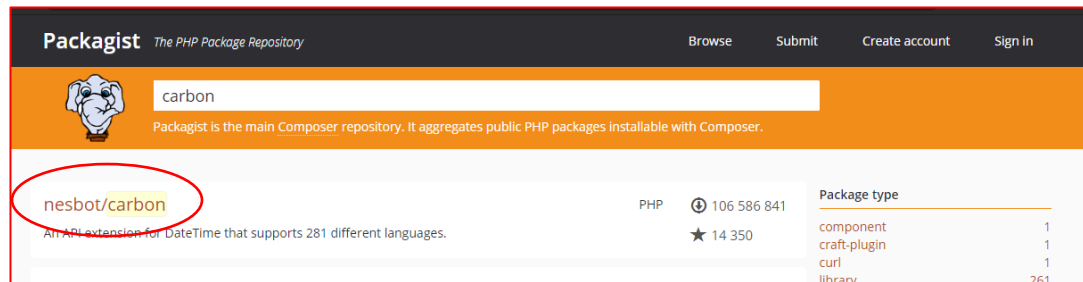 Packagist The PHP Package Repository Browse Submit Create account Sign in
carbon
Packagist is the main Composer repository. It aggregates public PHP packages installable with Composer.
nesbot/carbon PHP 106 586 841
An API extension for DateTime that supports 281 different languages. 14 350
Package type
component 1
craft-plugin 1
curl 1
library 261